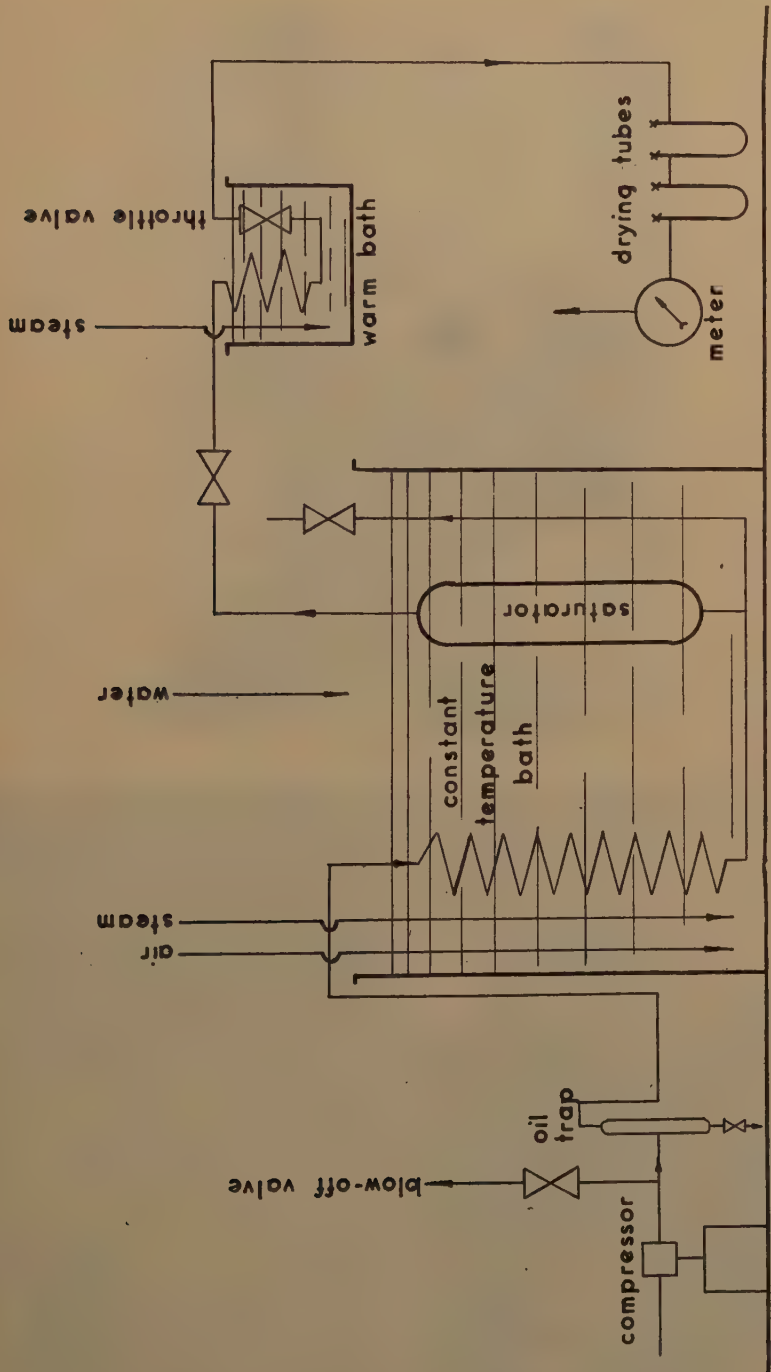 throttle valve
steam
warm bath
drying tubes
meter
water
saturator
constant
temperature
bath
steam
air
oil
trap
blow-off valve
compressor